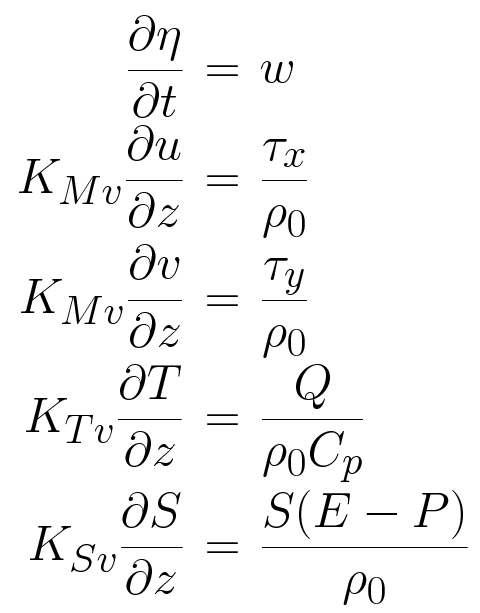 ∂η/∂t = w
K_{Mv} ∂u/∂z = τ_x/ρ_0
K_{Mv} ∂v/∂z = τ_y/ρ_0
K_{Tv} ∂T/∂z = Q/(ρ_0 C_p)
K_{Sv} ∂S/∂z = S(E − P)/ρ_0